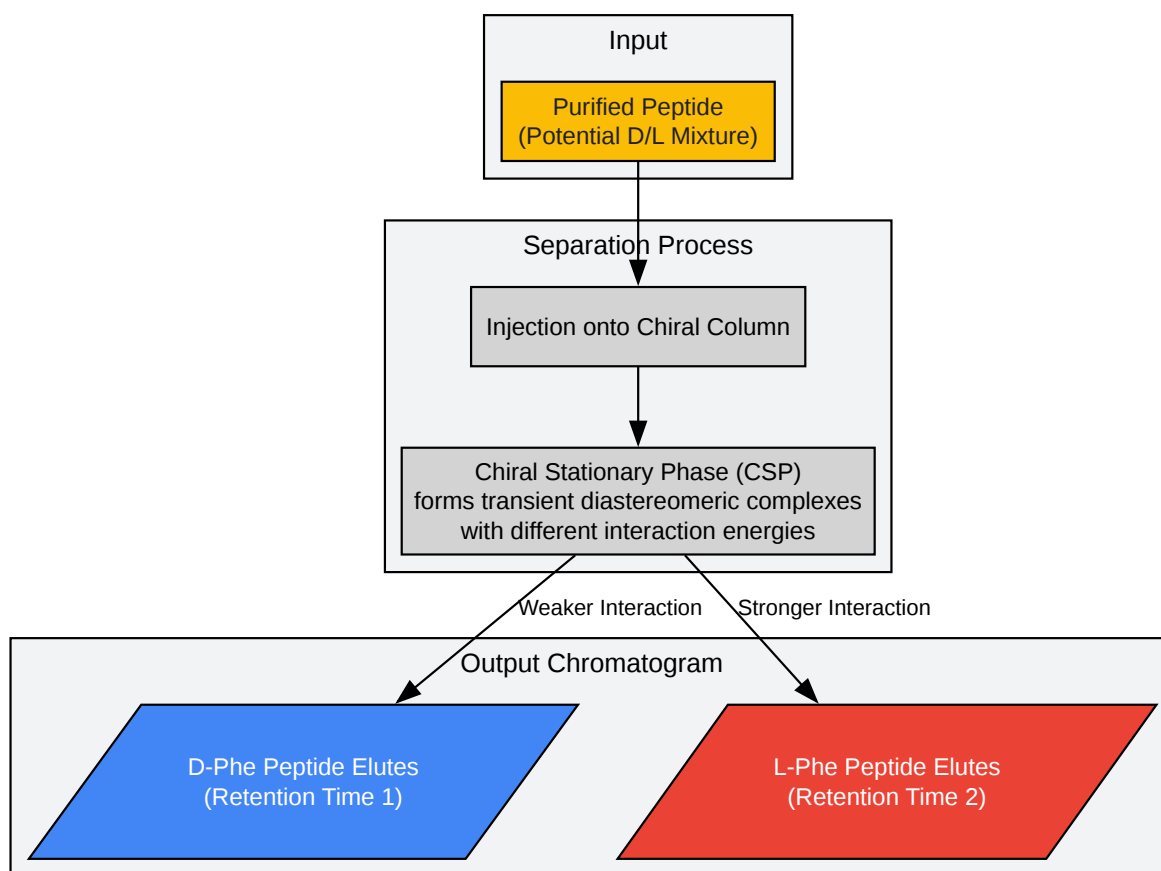 Input
Purified Peptide
(Potential D/L Mixture)
Separation Process
Injection onto Chiral Column
Chiral Stationary Phase (CSP)
forms transient diastereomeric complexes
with different interaction energies
Weaker Interaction
Stronger Interaction
Output Chromatogram
D-Phe Peptide Elutes
(Retention Time 1)
L-Phe Peptide Elutes
(Retention Time 2)